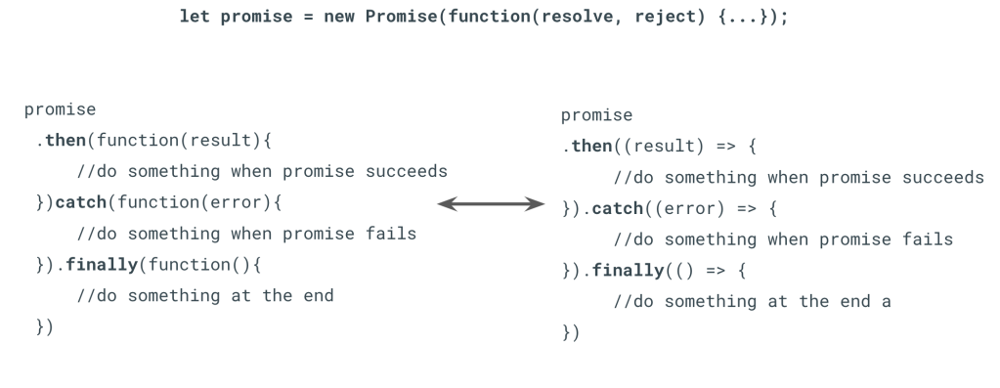 let promise = new Promise(function(resolve, reject) {...});
promise
.then(function(result){
//do something when promise succeeds
})catch(function(error){
//do something when promise fails
}).finally(function(){
//do something at the end
})
promise
.then((result) => {
//do something when promise succeeds
}).catch((error) => {
//do something when promise fails
}).finally(() => {
//do something at the end a
})